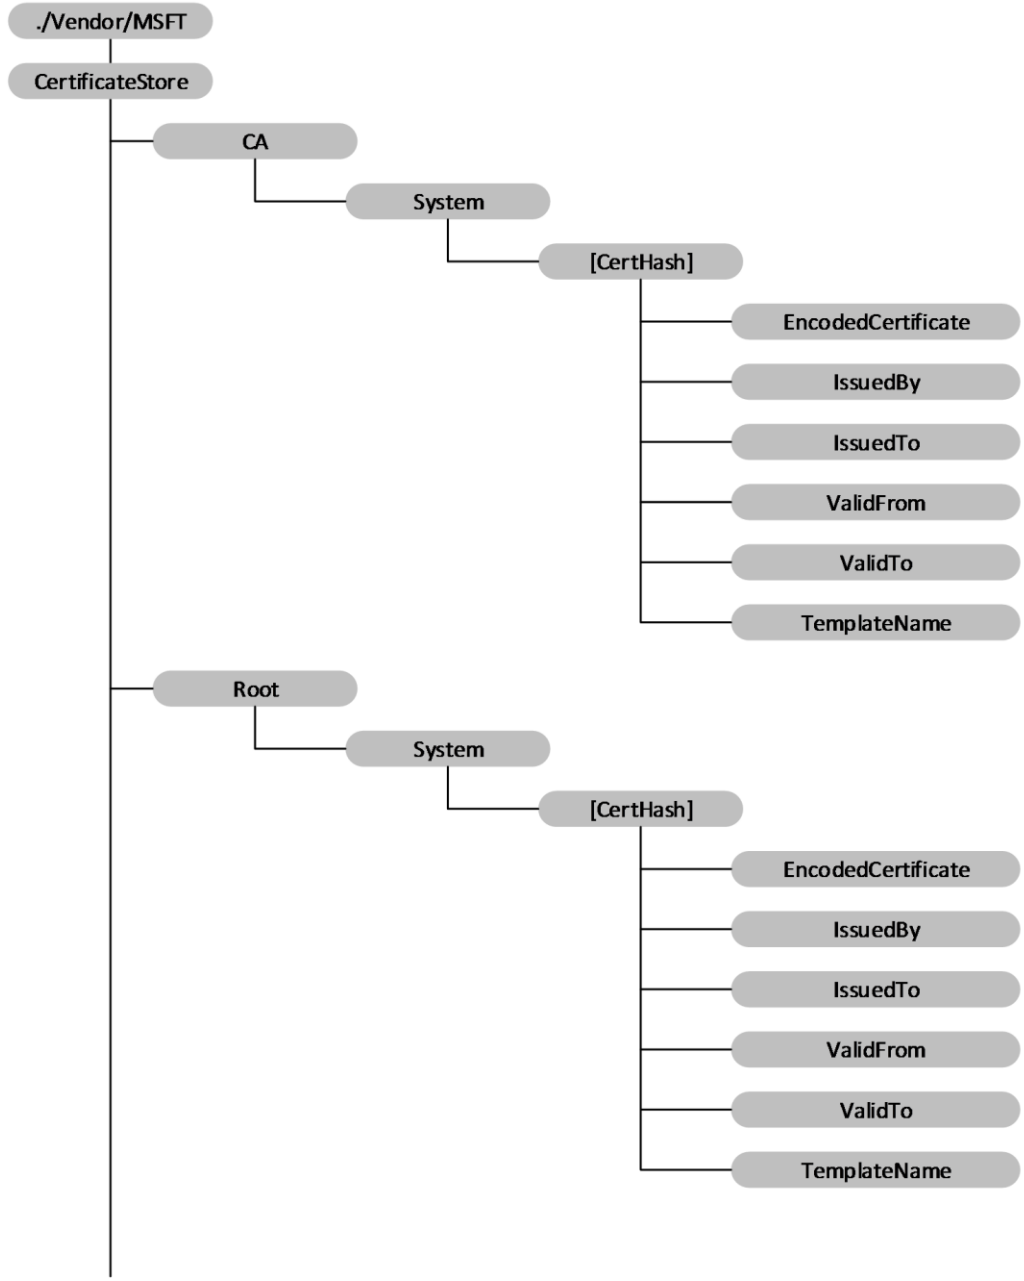 ./Vendor/MSFT
CertificateStore
CA
System
[CertHash]
EncodedCertificate
IssuedBy
IssuedTo
ValidFrom
ValidTo
TemplateName
Root
System
[CertHash]
EncodedCertificate
IssuedBy
IssuedTo
ValidFrom
ValidTo
TemplateName